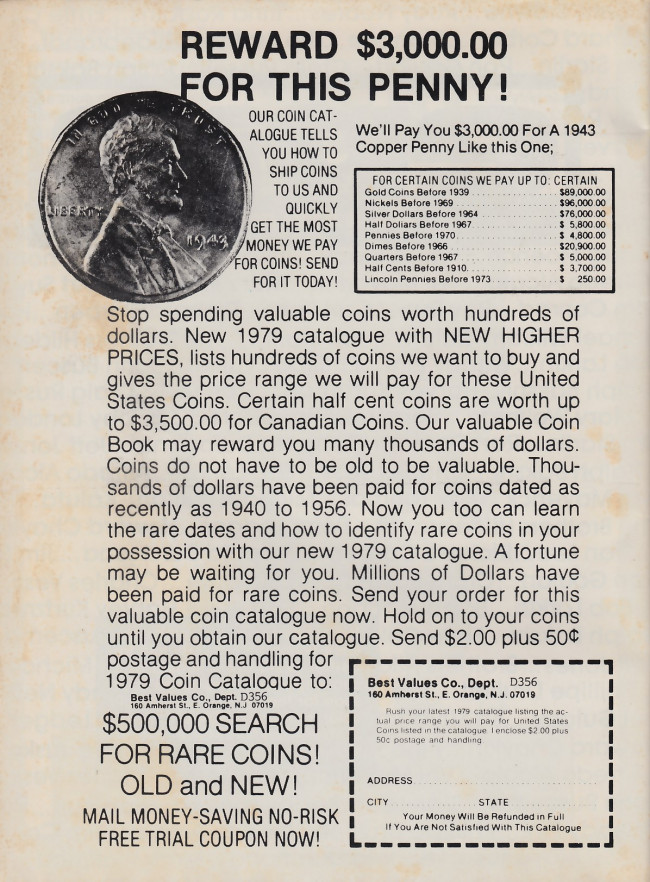 REWARD $3,000.00
FOR THIS PENNY!
IN GOD WE TRUST
LIBERTY
1943
OUR COIN CAT-
ALOGUE TELLS
YOU HOW TO
SHIP COINS
TO US AND
QUICKLY
GET THE MOST
MONEY WE PAY
FOR COINS! SEND
FOR IT TODAY!
We'll Pay You $3,000.00 For A 1943
Copper Penny Like this One;
FOR CERTAIN COINS WE PAY UP TO: CERTAIN
Gold Coins Before 1939 $89,000.00
Nickels Before 1969 $96,000.00
Silver Dollars Before 1964 $76,000.00
Half Dollars Before 1967 $ 5,800.00
Pennies Before 1970 $ 4,800.00
Dimes Before 1966 $20,900.00
Quarters Before 1967 $ 5,000.00
Half Cents Before 1910 $ 3,700.00
Lincoln Pennies Before 1973 $ 250.00
Stop spending valuable coins worth hundreds of
dollars. New 1979 catalogue with NEW HIGHER
PRICES, lists hundreds of coins we want to buy and
gives the price range we will pay for these United
States Coins. Certain half cent coins are worth up
to $3,500.00 for Canadian Coins. Our valuable Coin
Book may reward you many thousands of dollars.
Coins do not have to be old to be valuable. Thou-
sands of dollars have been paid for coins dated as
recently as 1940 to 1956. Now you too can learn
the rare dates and how to identify rare coins in your
possession with our new 1979 catalogue. A fortune
may be waiting for you. Millions of Dollars have
been paid for rare coins. Send your order for this
valuable coin catalogue now. Hold on to your coins
until you obtain our catalogue. Send $2.00 plus 50¢
postage and handling for
1979 Coin Cataloque to:
Best Values Co., Dept. D356
160 Amherst St., E. Orange, N.J 07019
$500,000 SEARCH
FOR RARE COINS!
OLD and NEW!
MAIL MONEY-SAVING NO-RISK
FREE TRIAL COUPON NOW!
Best Values Co., Dept. D356
160 Amherst St., E. Orange, N.J. 07019
Rush your latest 1979 catalogue listing the ac-
tual price range you will pay for United States
Coins listed in the catalogue. I enclose $2.00 plus
50c postage and handling.
ADDRESS
CITY STATE
Your Money Will Be Refunded in Full
If You Are Not Satisfied With This Catalogue